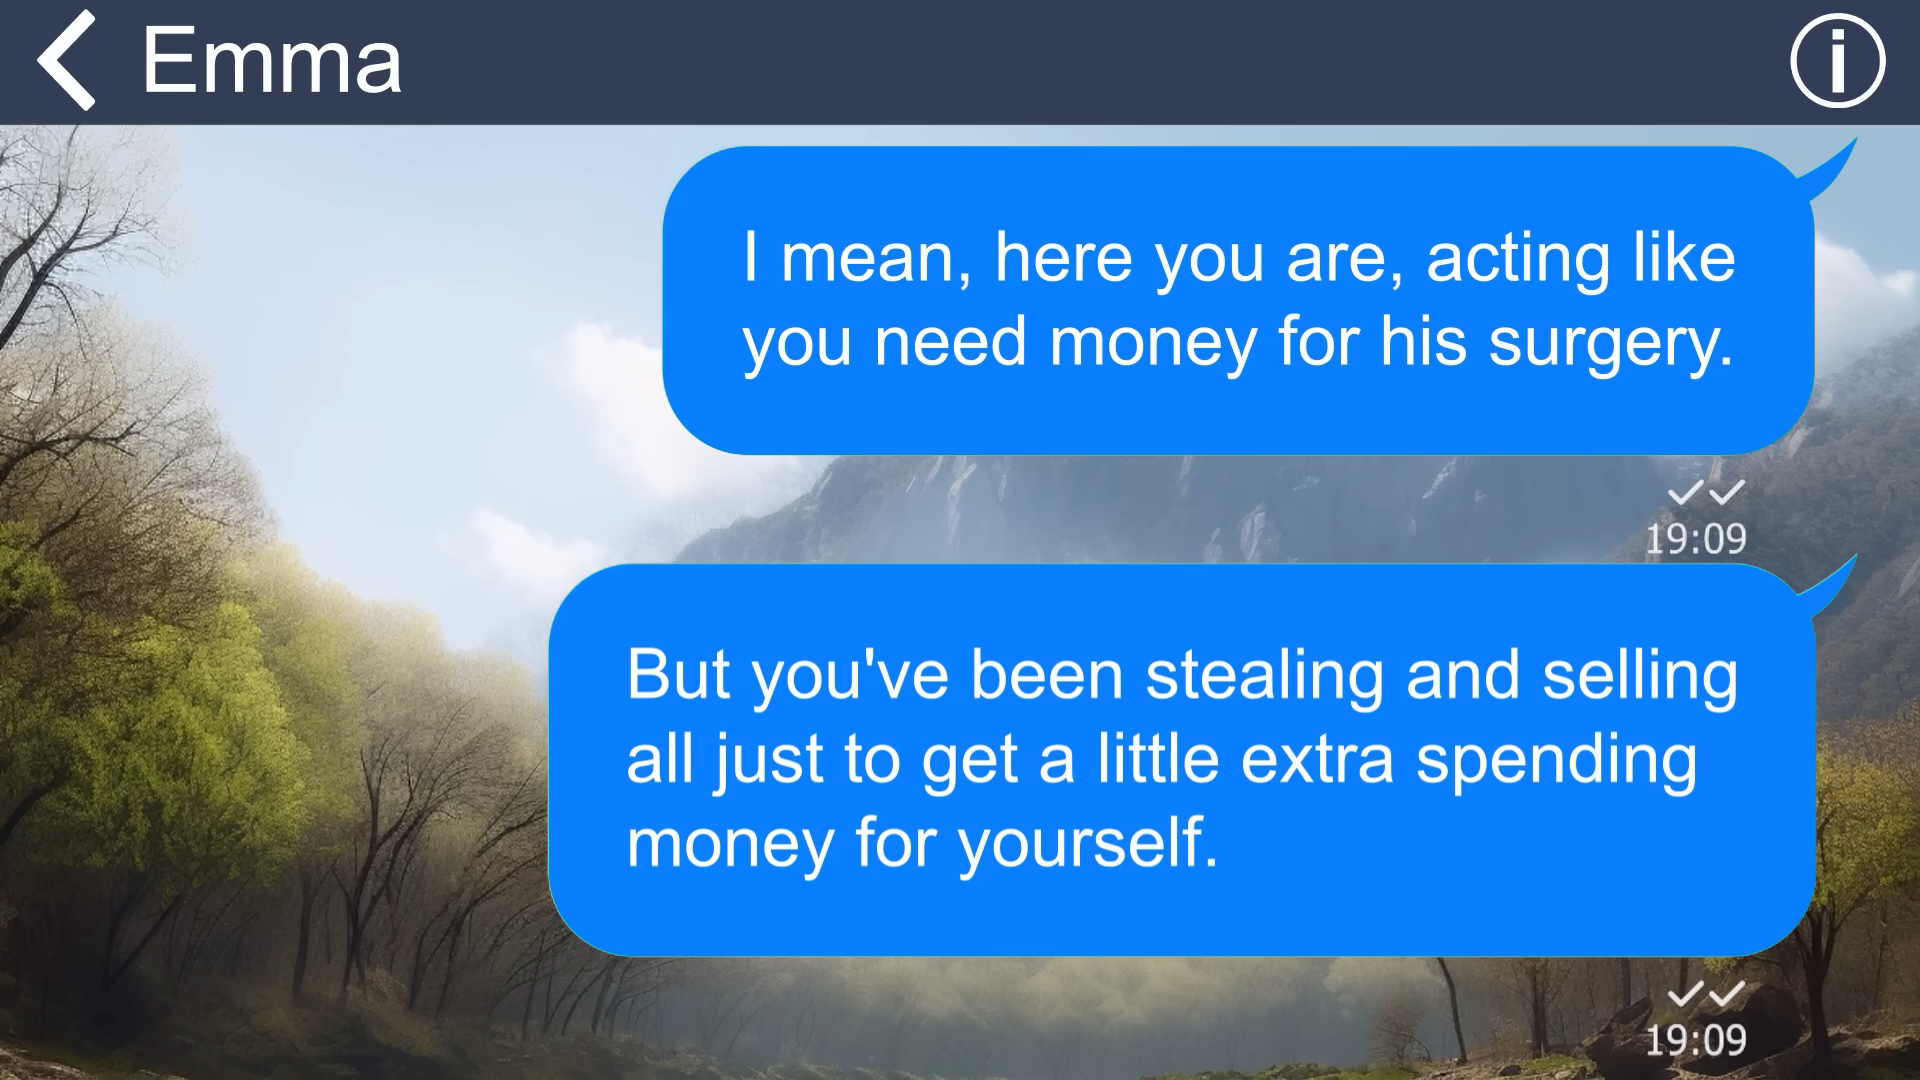 Emma
I mean, here you are, acting like
you need money for his surgery.
19:09
But you've been stealing and selling
all just to get a little extra spending
money for yourself.
19:09